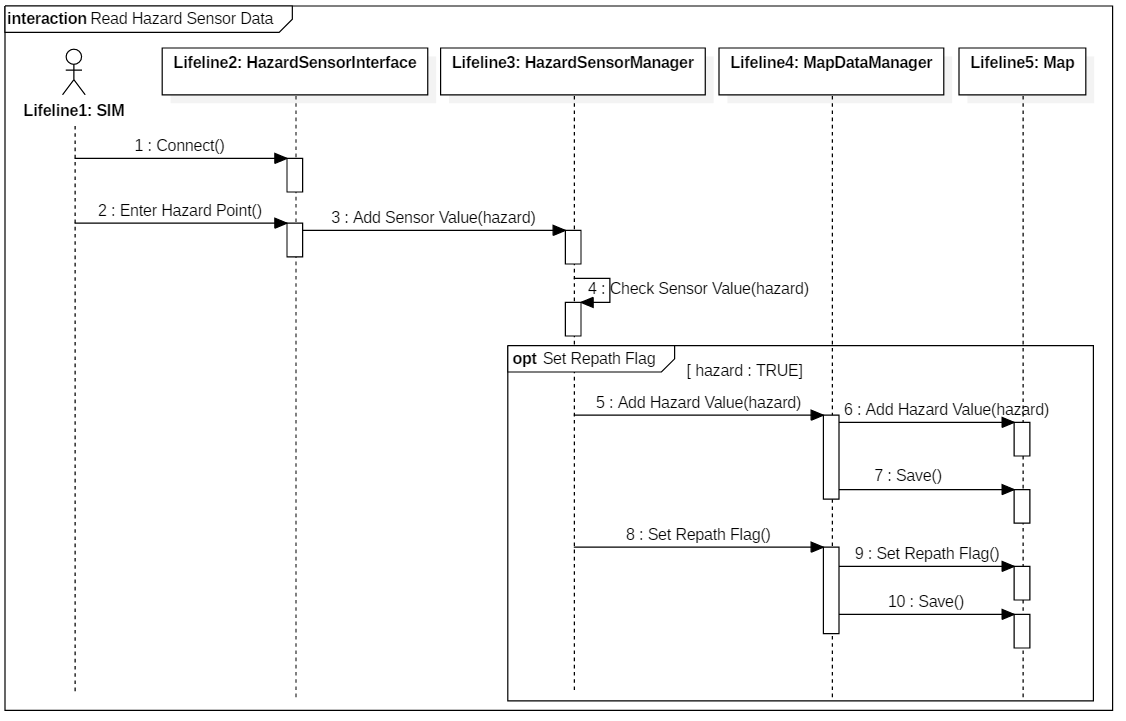 interaction Read Hazard Sensor Data
Lifeline1: SIM
Lifeline2: HazardSensorInterface
Lifeline3: HazardSensorManager
Lifeline4: MapDataManager
Lifeline5: Map
1 : Connect()
2 : Enter Hazard Point()
3 : Add Sensor Value(hazard)
4 : Check Sensor Value(hazard)
opt Set Repath Flag
[ hazard : TRUE]
5 : Add Hazard Value(hazard)
6 : Add Hazard Value(hazard)
7 : Save()
8 : Set Repath Flag()
9 : Set Repath Flag()
10 : Save()